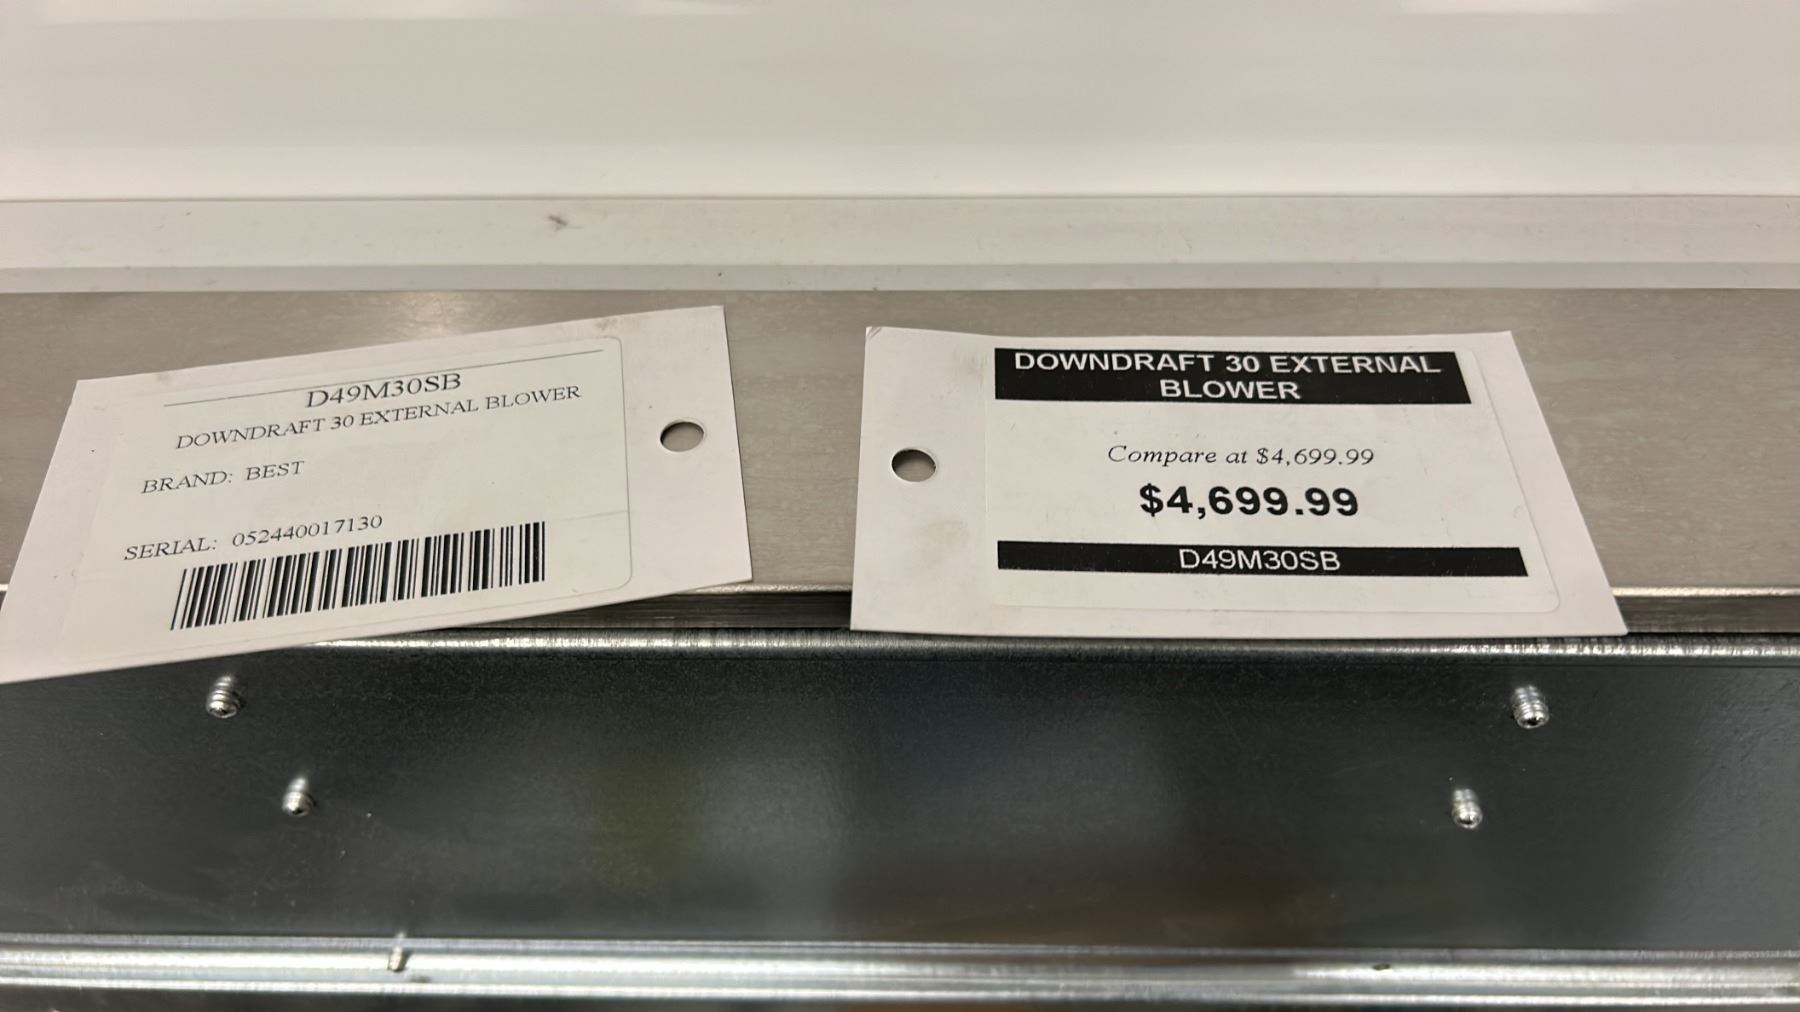 D49M30SB
DOWNDRAFT 30 EXTERNAL BLOWER
BRAND: BEST
SERIAL: 052440017130
DOWNDRAFT 30 EXTERNAL
BLOWER
Compare at $4,699.99
$4,699.99
D49M30SB